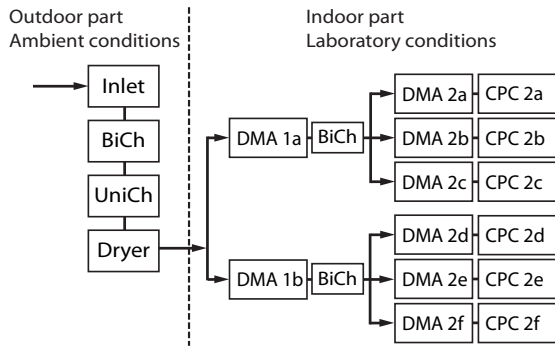 Outdoor part
Ambient conditions
Indoor part
Laboratory conditions
Inlet
BiCh
UniCh
Dryer
DMA 1a
BiCh
DMA 2a
CPC 2a
DMA 2b
CPC 2b
DMA 2c
CPC 2c
DMA 1b
BiCh
DMA 2d
CPC 2d
DMA 2e
CPC 2e
DMA 2f
CPC 2f